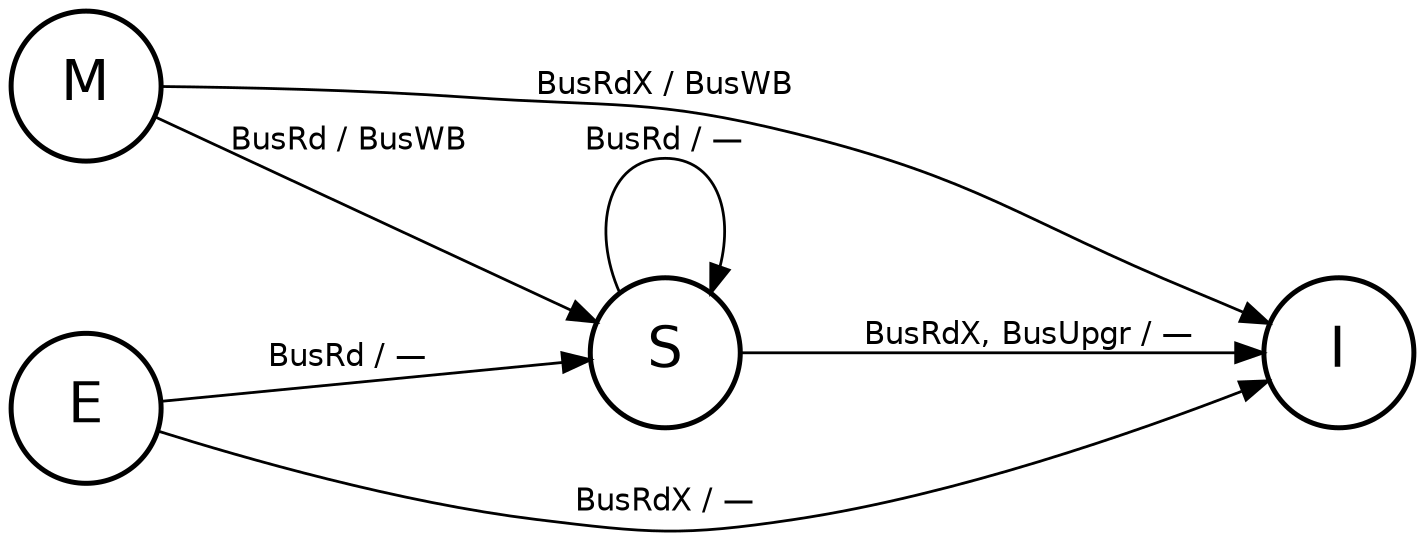 M
BusRdX / BusWB
BusRd / BusWB
BusRd / —
S
BusRdX, BusUpgr / —
I
BusRd / —
E
BusRdX / —